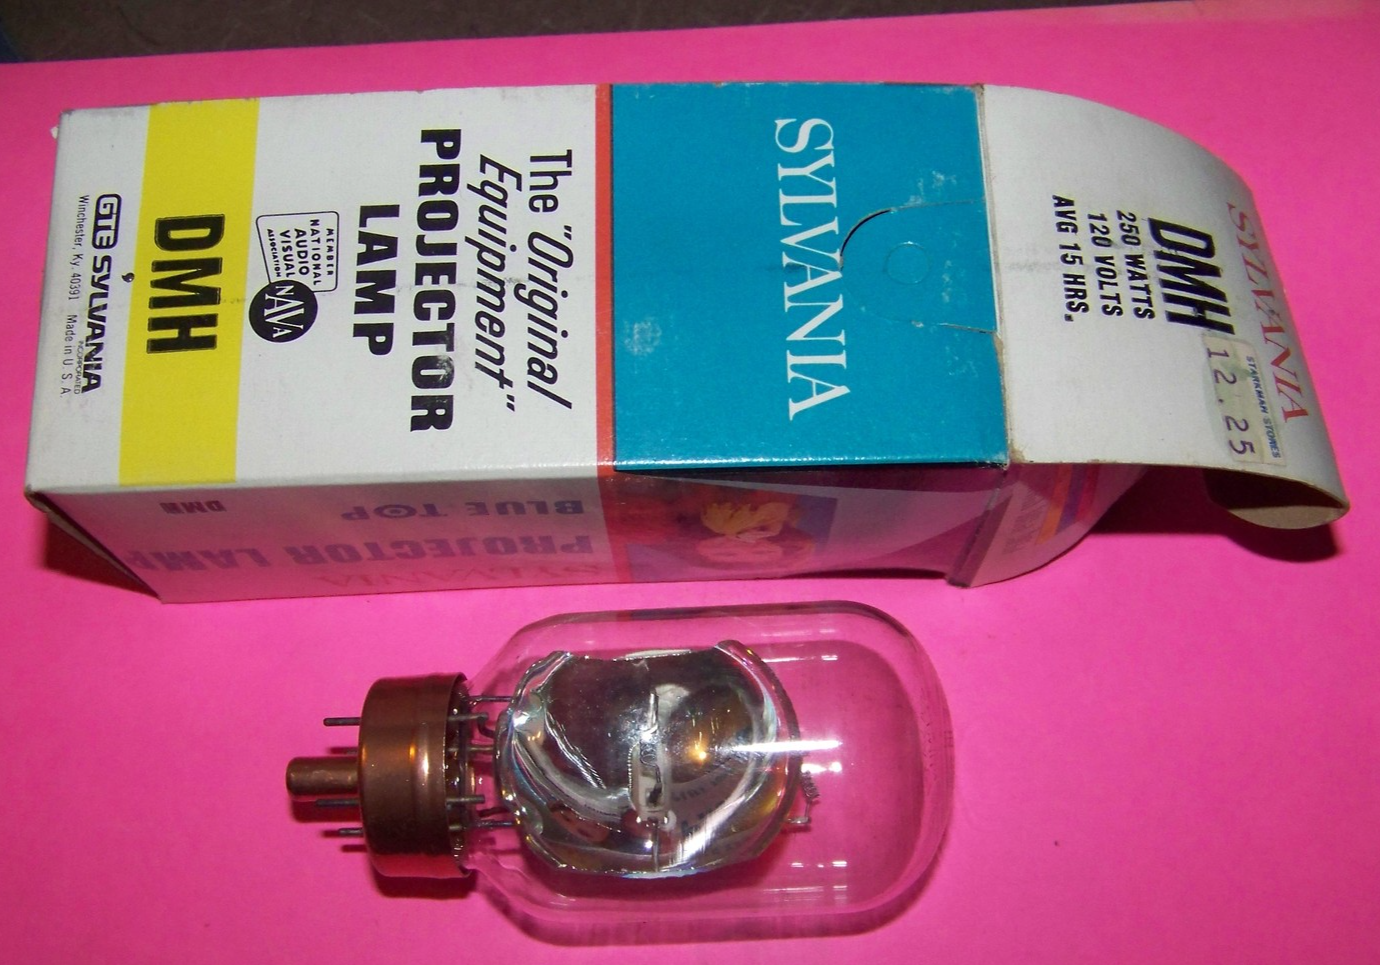 SYLVANIA
The "Original
Equipment"
PROJECTOR
LAMP
MEMBER
NATIONAL
AUDIO
VISUAL
ASSOCIATION
NAVA
DMH
GTE SYLVANIA
INCORPORATED
Winchester, Ky. 40391 Made in U.S.A.
SYLVANIA
STARKMAN STORES
12.25
DMH
250 WATTS
120 VOLTS
AVG 15 HRS.
SYLVANIA
PROJECTOR LAMP
BLUE TOP
DMH